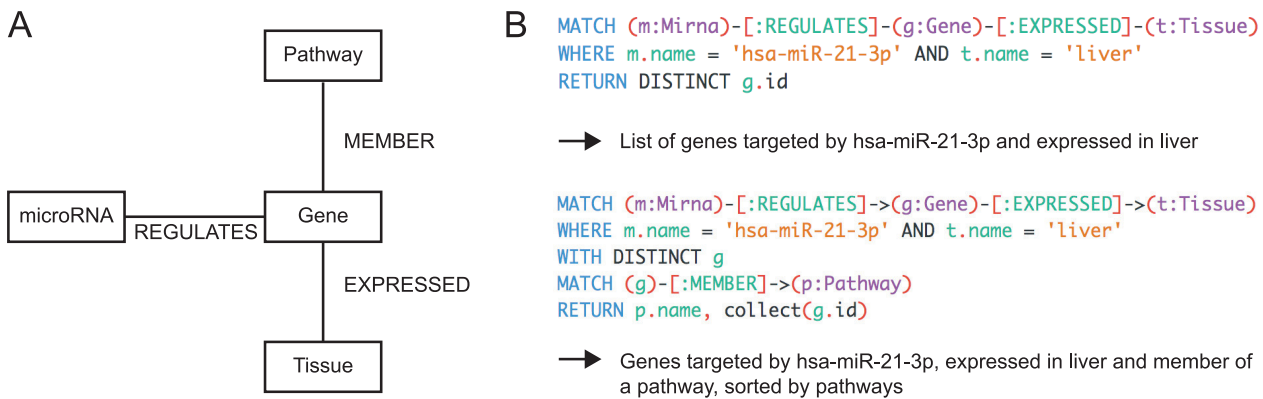 A
Pathway
MEMBER
microRNA
REGULATES
Gene
EXPRESSED
Tissue
B
MATCH (m:Mirna)-[:REGULATES]-(g:Gene)-[:EXPRESSED]-(t:Tissue)
WHERE m.name = 'hsa-miR-21-3p' AND t.name = 'liver'
RETURN DISTINCT g.id
List of genes targeted by hsa-miR-21-3p and expressed in liver
MATCH (m:Mirna)-[:REGULATES]->(g:Gene)-[:EXPRESSED]->(t:Tissue)
WHERE m.name = 'hsa-miR-21-3p' AND t.name = 'liver'
WITH DISTINCT g
MATCH (g)-[:MEMBER]->(p:Pathway)
RETURN p.name, collect(g.id)
Genes targeted by hsa-miR-21-3p, expressed in liver and member of
a pathway, sorted by pathways